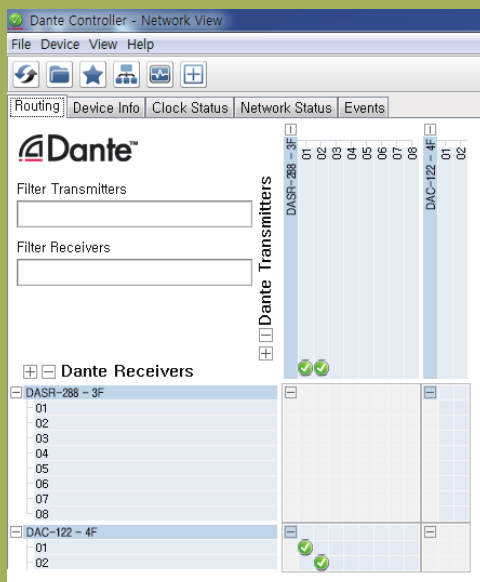 Dante Controller - Network View
File Device View Help
Routing Device Info Clock Status Network Status Events
Dante™
Filter Transmitters
Filter Receivers
Dante Transmitters
DASR-288 - 3F
01
02
03
04
05
06
07
08
DAC-122 - 4F
01
02
Dante Receivers
DASR-288 - 3F
01
02
03
04
05
06
07
08
DAC-122 - 4F
01
02